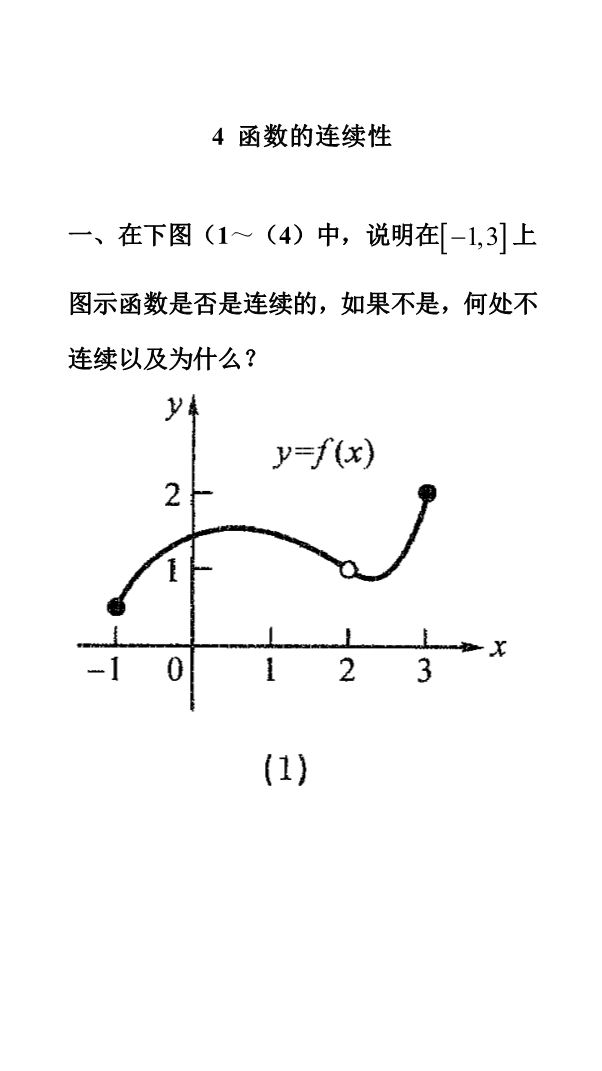 4 函数的连续性
一、在下图（1～（4）中，说明在[-1,3]上
图示函数是否是连续的，如果不是，何处不
连续以及为什么？
y
y=f(x)
2
1
-1 0 1 2 3 x
(1)